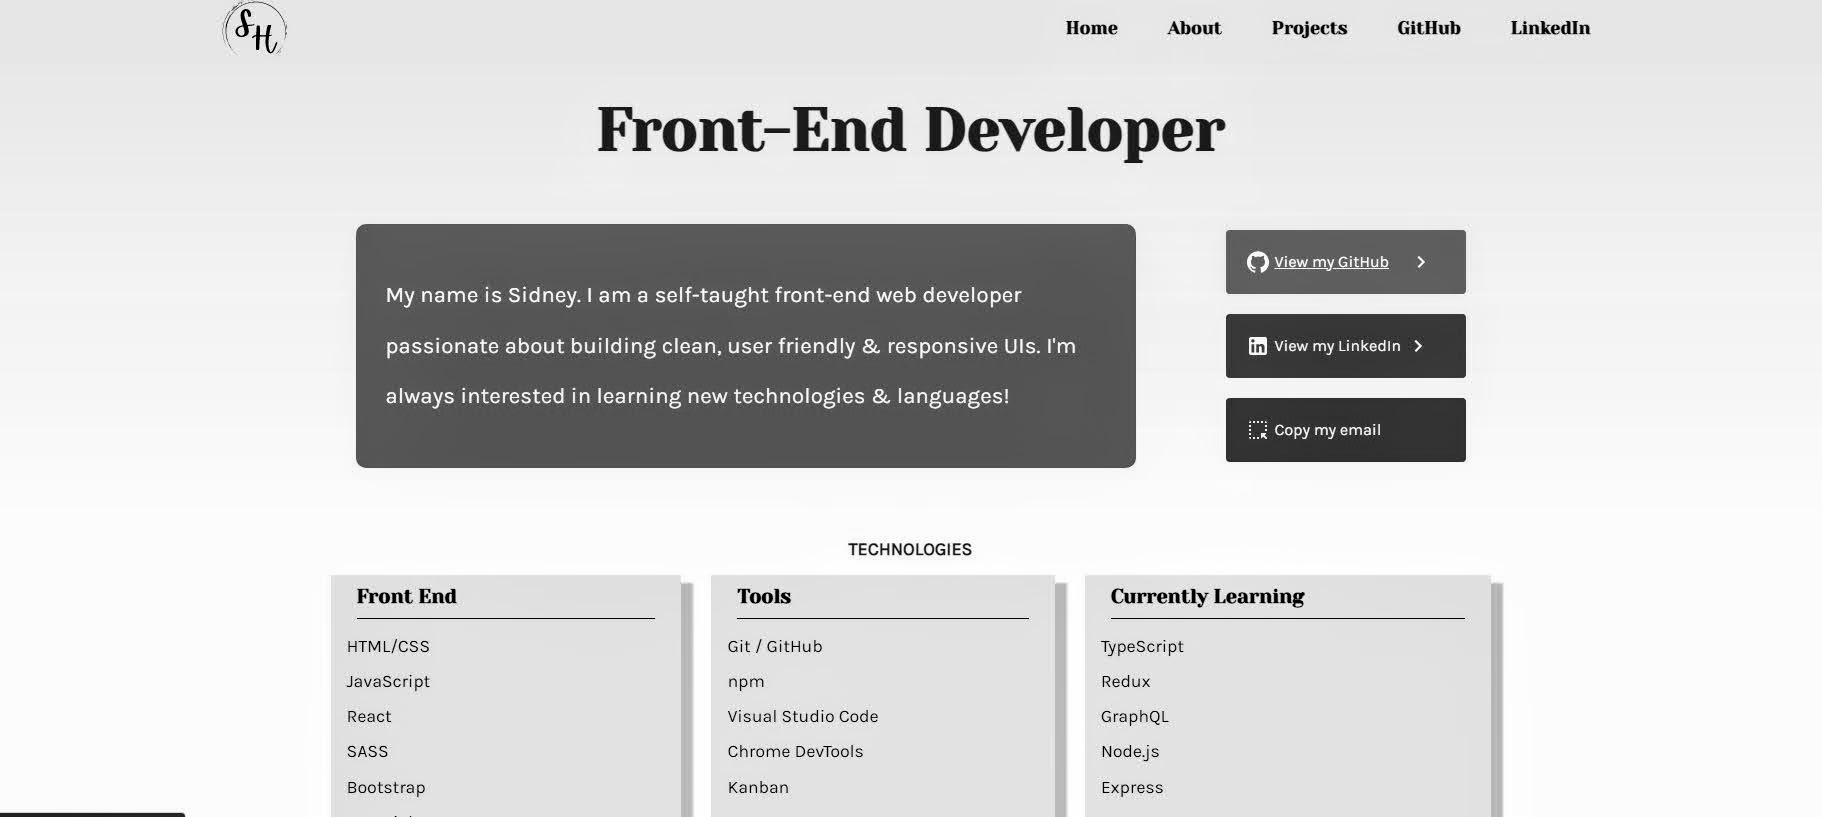 SH
Home About Projects GitHub LinkedIn
Front-End Developer
My name is Sidney. I am a self-taught front-end web developer
passionate about building clean, user friendly & responsive UIs. I'm
always interested in learning new technologies & languages!
View my GitHub
in View my LinkedIn
Copy my email
TECHNOLOGIES
Front End
HTML/CSS
JavaScript
React
SASS
Bootstrap
Tools
Git / GitHub
npm
Visual Studio Code
Chrome DevTools
Kanban
Currently Learning
TypeScript
Redux
GraphQL
Node.js
Express